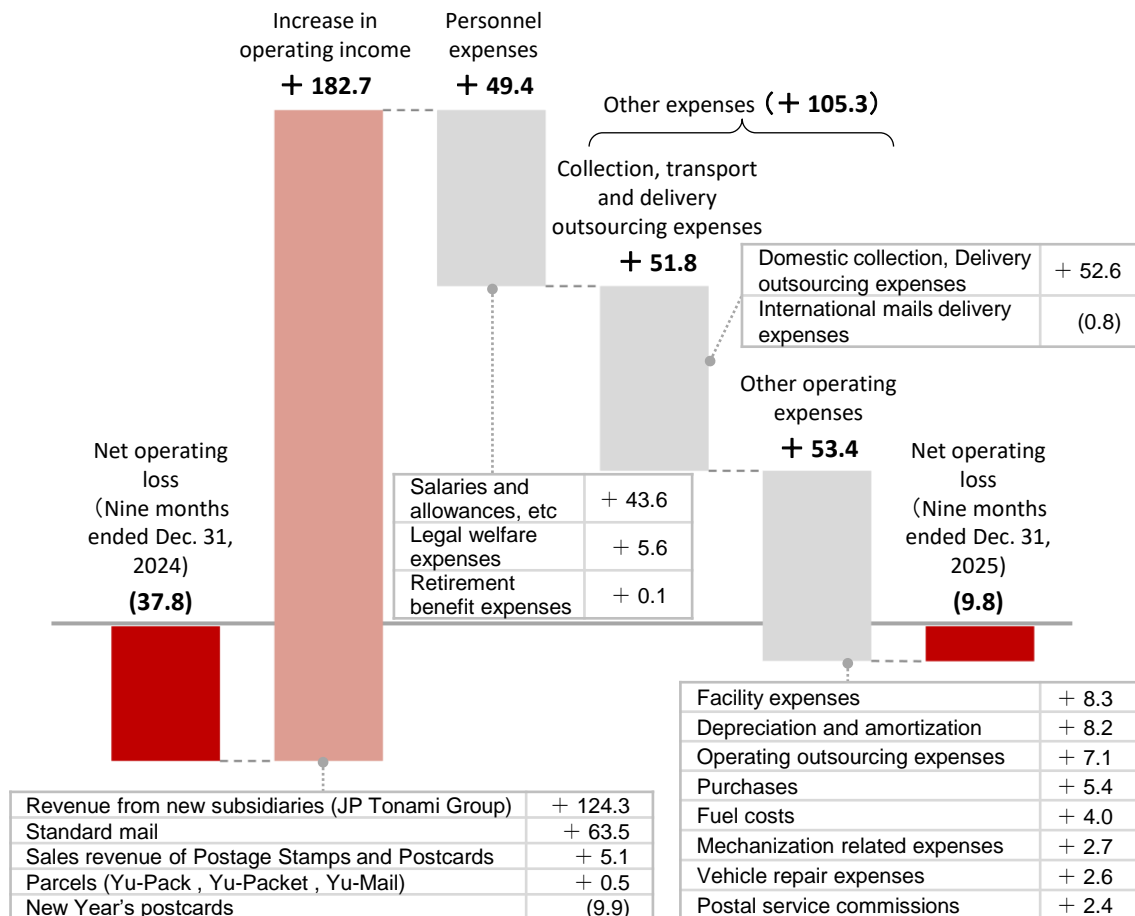 Increase in
operating income
+ 182.7
Personnel
expenses
+ 49.4
Other expenses (+ 105.3)
Collection, transport
and delivery
outsourcing expenses
+ 51.8
Domestic collection, Delivery
outsourcing expenses
+ 52.6
International mails delivery
expenses
(0.8)
Other operating
expenses
+ 53.4
Net operating
loss
(Nine months
ended Dec. 31,
2024)
(37.8)
Salaries and
allowances, etc
+ 43.6
Legal welfare
expenses
+ 5.6
Retirement
benefit expenses
+ 0.1
Net operating
loss
(Nine months
ended Dec. 31,
2025)
(9.8)
Revenue from new subsidiaries (JP Tonami Group) + 124.3
Standard mail + 63.5
Sales revenue of Postage Stamps and Postcards + 5.1
Parcels (Yu-Pack , Yu-Packet , Yu-Mail) + 0.5
New Year's postcards (9.9)
Facility expenses + 8.3
Depreciation and amortization + 8.2
Operating outsourcing expenses + 7.1
Purchases + 5.4
Fuel costs + 4.0
Mechanization related expenses + 2.7
Vehicle repair expenses + 2.6
Postal service commissions + 2.4